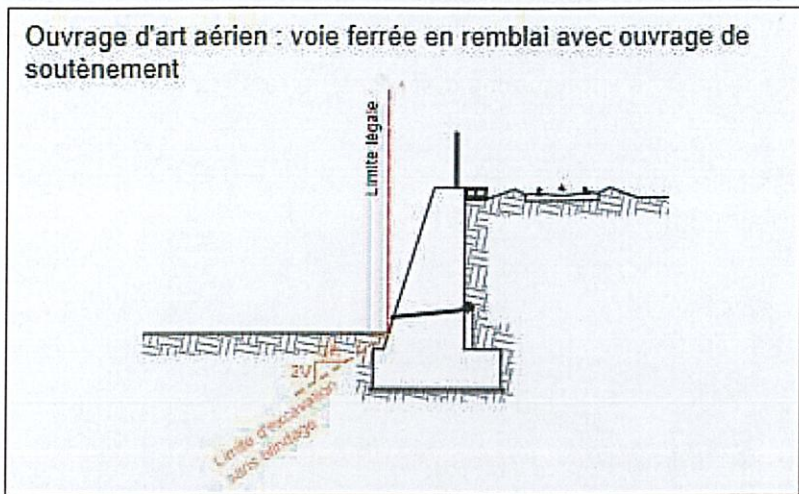 Ouvrage d'art aérien : voie ferrée en remblai avec ouvrage de
soutènement
Limite légale
2V
Limite d'excavation
sans blindage